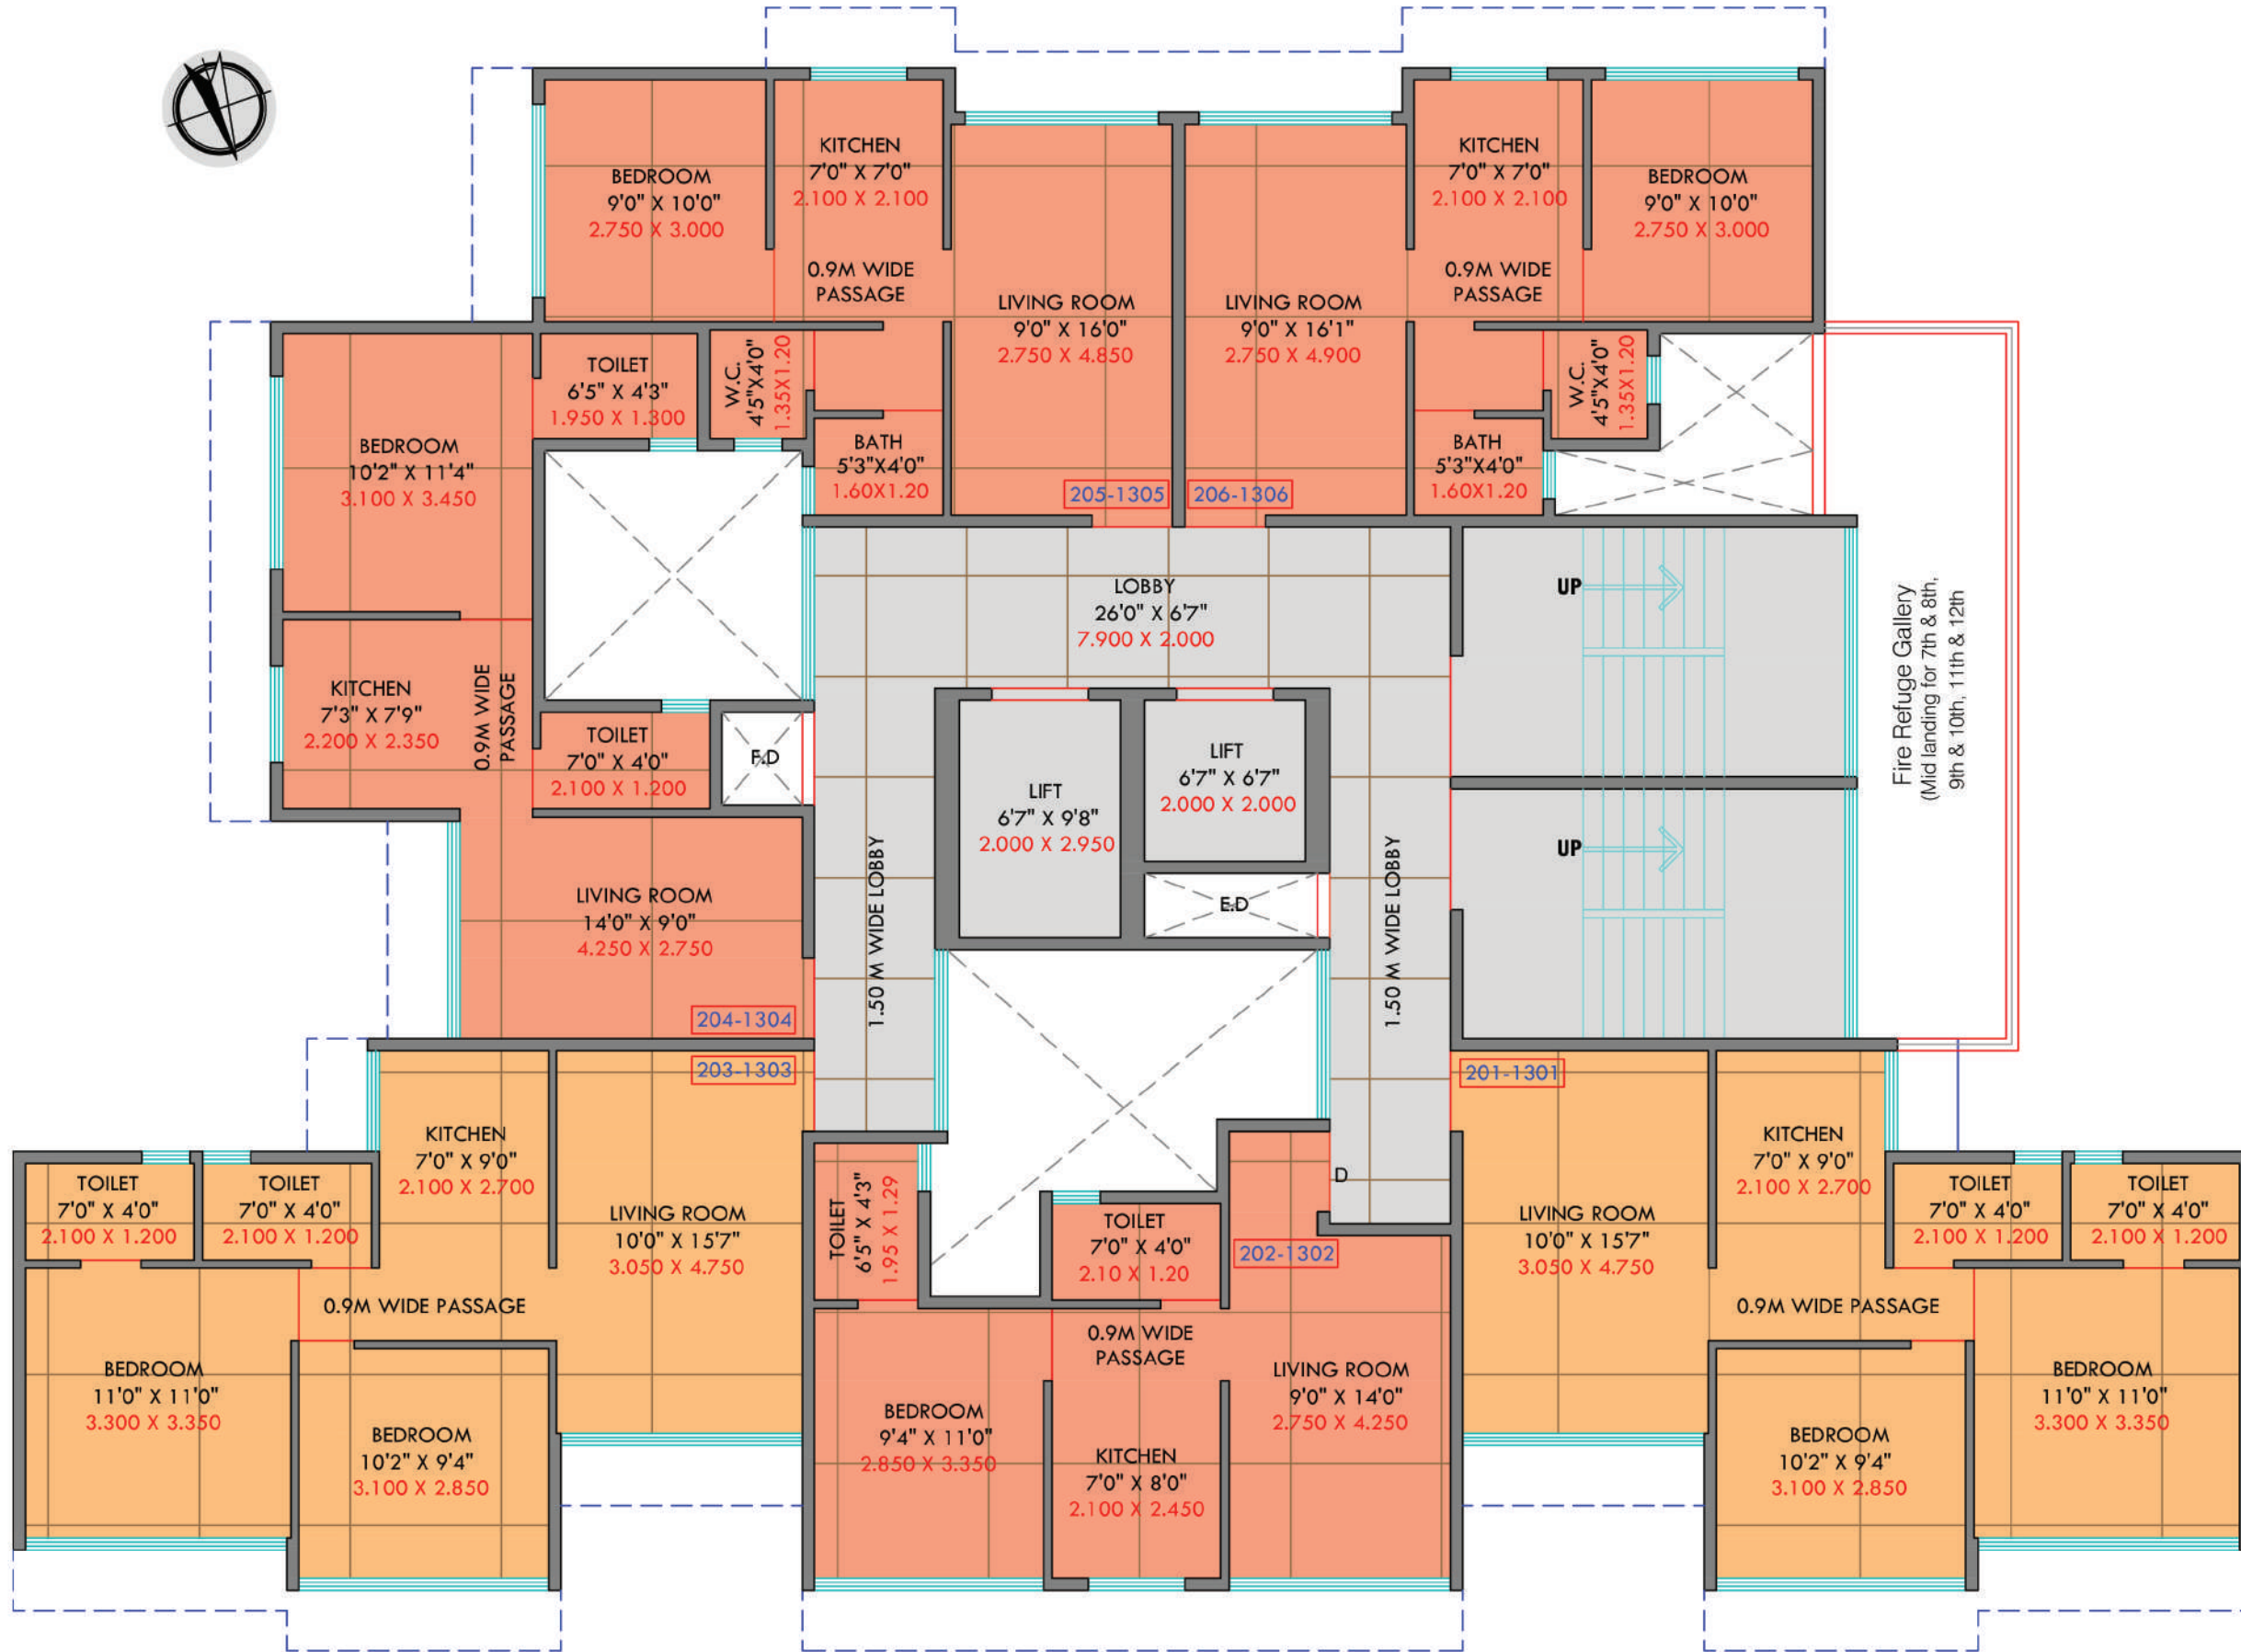 KITCHEN
7'0" X 7'0"
2.100 X 2.100
BEDROOM
9'0" X 10'0"
2.750 X 3.000
0.9M WIDE
PASSAGE
LIVING ROOM
9'0" X 16'0"
2.750 X 4.850
KITCHEN
7'0" X 7'0"
2.100 X 2.100
BEDROOM
9'0" X 10'0"
2.750 X 3.000
0.9M WIDE
PASSAGE
LIVING ROOM
9'0" X 16'1"
2.750 X 4.900
TOILET
6'5" X 4'3"
1.950 X 1.300
W.C.
4'5"X4'0"
1.35X1.20
BATH
5'3"X4'0"
1.60X1.20
205-1305
206-1306
W.C.
4'5"X4'0"
1.35X1.20
BATH
5'3"X4'0"
1.60X1.20
BEDROOM
10'2" X 11'4"
3.100 X 3.450
LOBBY
26'0" X 6'7"
7.900 X 2.000
UP
Fire Refuge Gallery
(Mid landing for 7th & 8th,
9th & 10th, 11th & 12th
KITCHEN
7'3" X 7'9"
2.200 X 2.350
0.9M WIDE
PASSAGE
TOILET
7'0" X 4'0"
2.100 X 1.200
F.D
LIFT
6'7" X 9'8"
2.000 X 2.950
LIFT
6'7" X 6'7"
2.000 X 2.000
UP
E.D
LIVING ROOM
14'0" X 9'0"
4.250 X 2.750
1.50 M WIDE LOBBY
1.50 M WIDE LOBBY
204-1304
203-1303
201-1301
KITCHEN
7'0" X 9'0"
2.100 X 2.700
TOILET
7'0" X 4'0"
2.100 X 1.200
TOILET
7'0" X 4'0"
2.100 X 1.200
LIVING ROOM
10'0" X 15'7"
3.050 X 4.750
0.9M WIDE PASSAGE
BEDROOM
11'0" X 11'0"
3.300 X 3.350
BEDROOM
10'2" X 9'4"
3.100 X 2.850
TOILET
6'5" X 4'3"
1.95 X 1.29
TOILET
7'0" X 4'0"
2.10 X 1.20
D
202-1302
0.9M WIDE
PASSAGE
LIVING ROOM
9'0" X 14'0"
2.750 X 4.250
BEDROOM
9'4" X 11'0"
2.850 X 3.350
KITCHEN
7'0" X 8'0"
2.100 X 2.450
KITCHEN
7'0" X 9'0"
2.100 X 2.700
TOILET
7'0" X 4'0"
2.100 X 1.200
TOILET
7'0" X 4'0"
2.100 X 1.200
LIVING ROOM
10'0" X 15'7"
3.050 X 4.750
0.9M WIDE PASSAGE
BEDROOM
11'0" X 11'0"
3.300 X 3.350
BEDROOM
10'2" X 9'4"
3.100 X 2.850